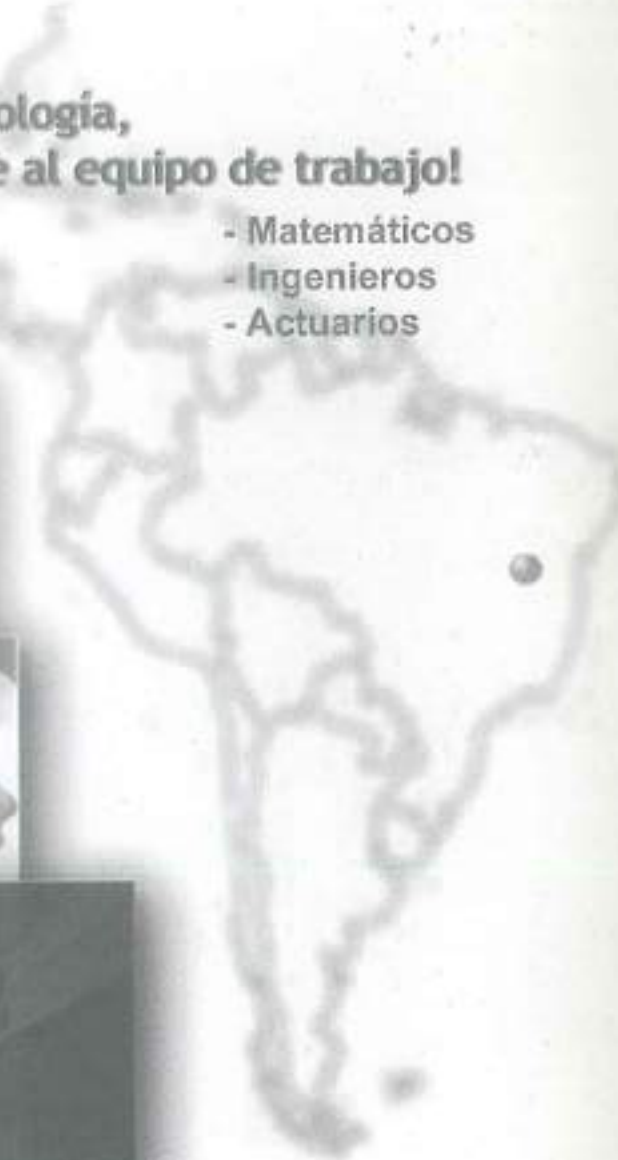 ología,
e al equipo de trabajo!
- Matemáticos
- Ingenieros
- Actuarios